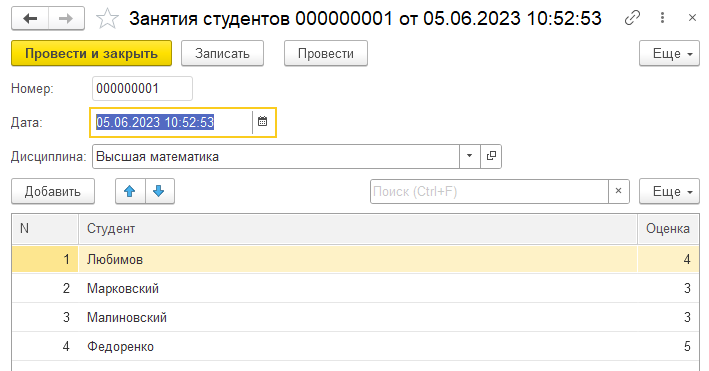 Занятия студентов 000000001 от 05.06.2023 10:52:53
Провести и закрыть Записать Провести Еще
Номер: 000000001
Дата: 05.06.2023 10:52:53
Дисциплина: Высшая математика
Добавить Поиск (Ctrl+F) × Еще
N Студент Оценка
1 Любимов 4
2 Марковский 3
3 Малиновский 3
4 Федоренко 5